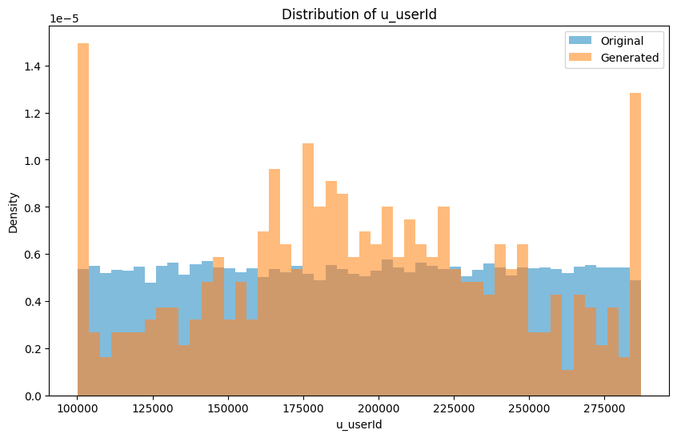 Distribution of u_userId
1e−5
Original
Generated
1.4
1.2
1.0
0.8
0.6
0.4
0.2
0.0
Density
100000 125000 150000 175000 200000 225000 250000 275000
u_userId